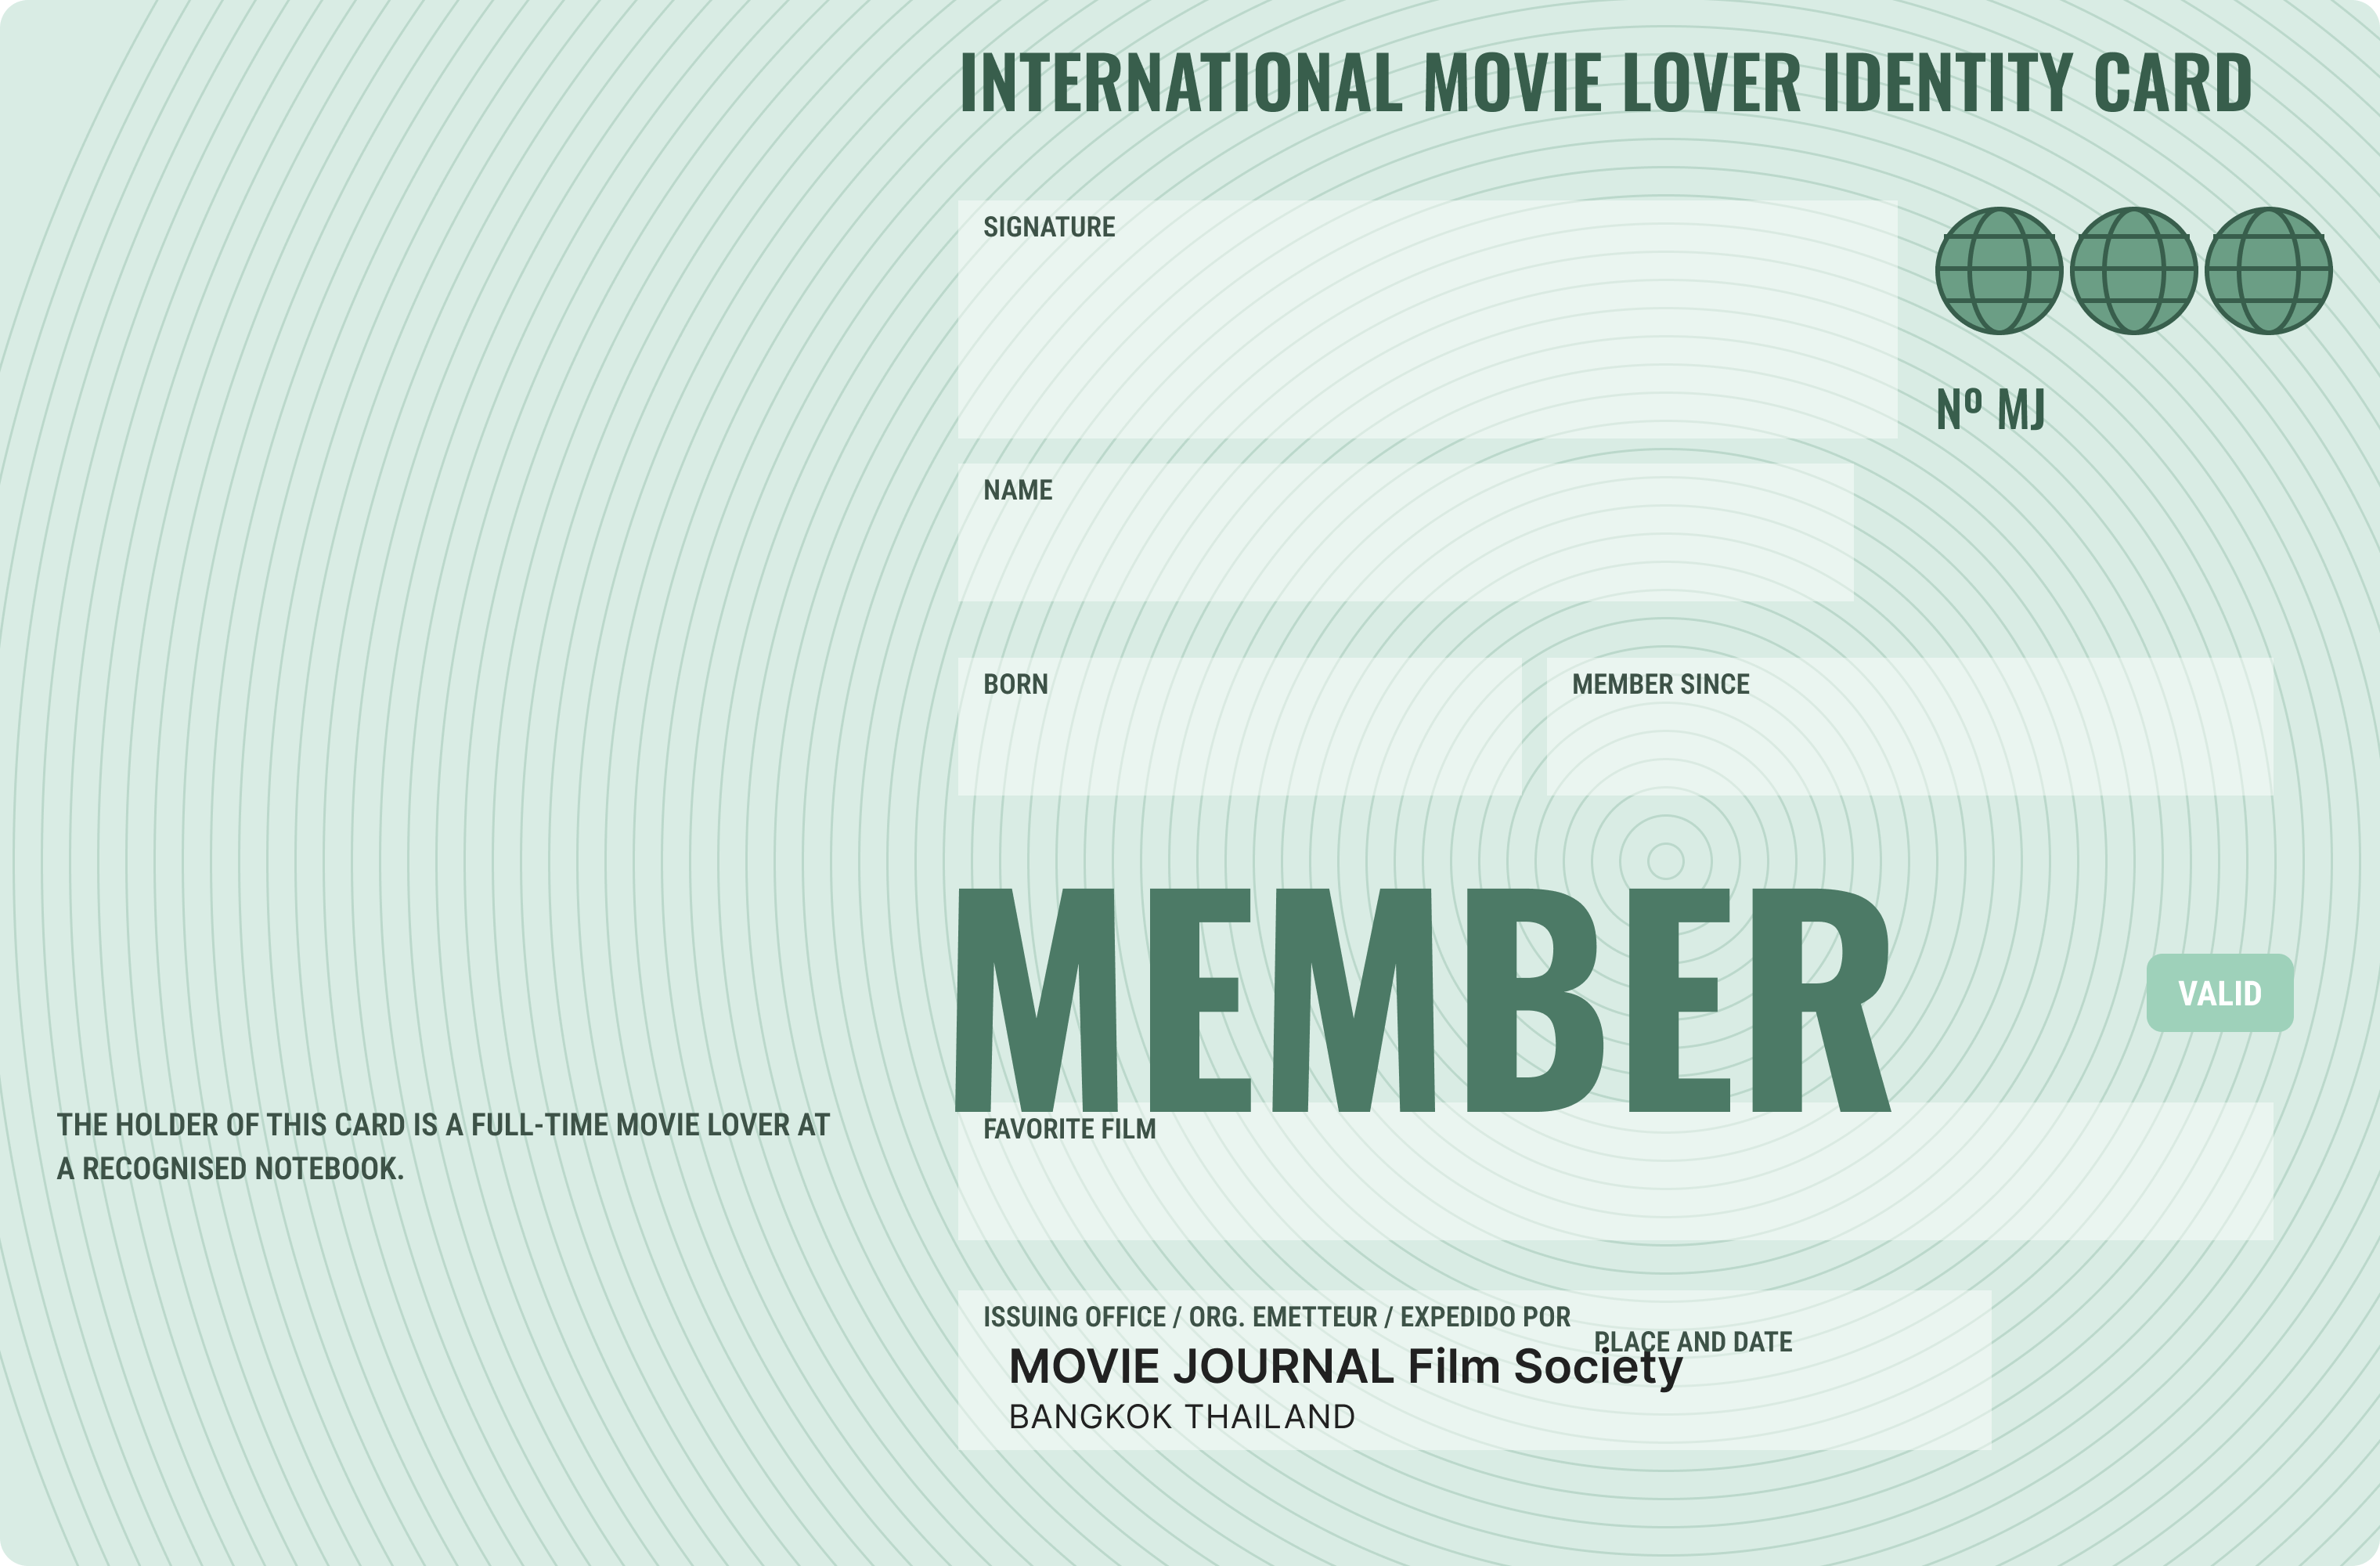 INTERNATIONAL MOVIE LOVER IDENTITY CARD
SIGNATURE
Nº MJ
NAME
BORN
MEMBER SINCE
MEMBER
VALID
THE HOLDER OF THIS CARD IS A FULL-TIME MOVIE LOVER AT
A RECOGNISED NOTEBOOK.
FAVORITE FILM
ISSUING OFFICE / ORG. EMETTEUR / EXPEDIDO POR
PLACE AND DATE
MOVIE JOURNAL Film Society
BANGKOK THAILAND